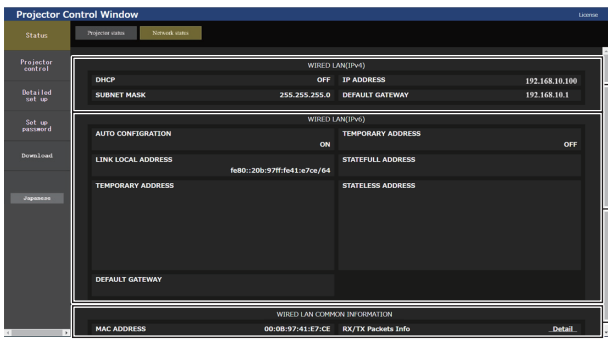 Projector Control Window
License
Status
Projector status
Network status
Projector
control
Detailed
set up
Set up
password
Download
Japanese
WIRED LAN(IPv4)
DHCP OFF IP ADDRESS 192.168.10.100
SUBNET MASK 255.255.255.0 DEFAULT GATEWAY 192.168.10.1
WIRED LAN(IPv6)
AUTO CONFIGRATION TEMPORARY ADDRESS
ON OFF
LINK LOCAL ADDRESS STATEFULL ADDRESS
fe80::20b:97ff:fe41:e7ce/64
TEMPORARY ADDRESS STATELESS ADDRESS
DEFAULT GATEWAY
WIRED LAN COMMON INFORMATION
MAC ADDRESS 00:0B:97:41:E7:CE RX/TX Packets Info Detail